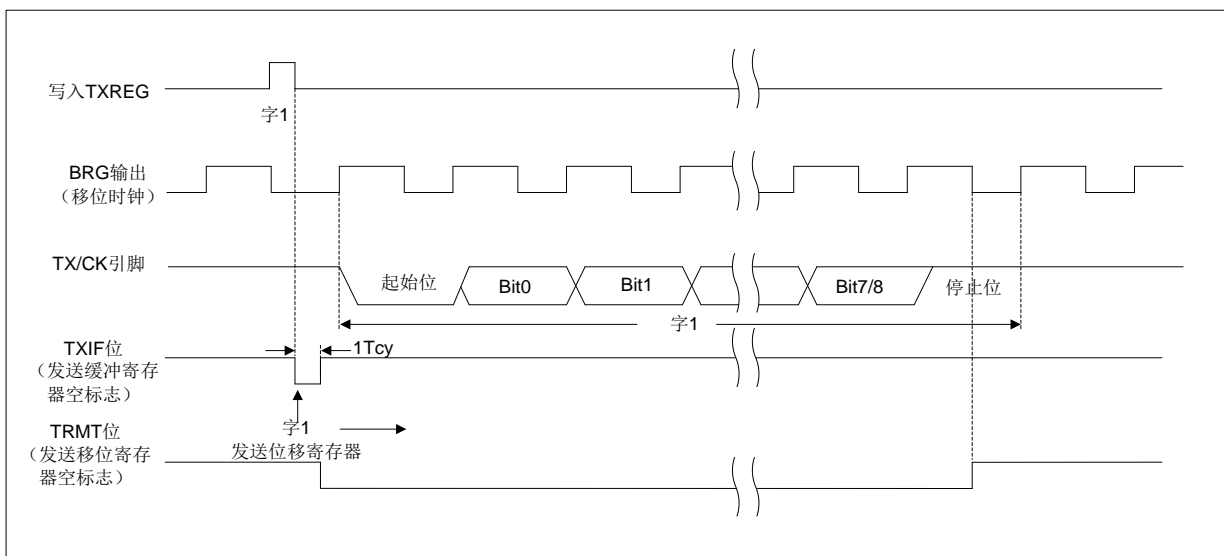 写入TXREG
字1
BRG输出
（移位时钟）
TX/CK引脚
起始位
Bit0
Bit1
Bit7/8
停止位
字1
TXIF位
（发送缓冲寄存
器空标志）
1Tcy
字1
发送位移寄存器
TRMT位
（发送移位寄存
器空标志）